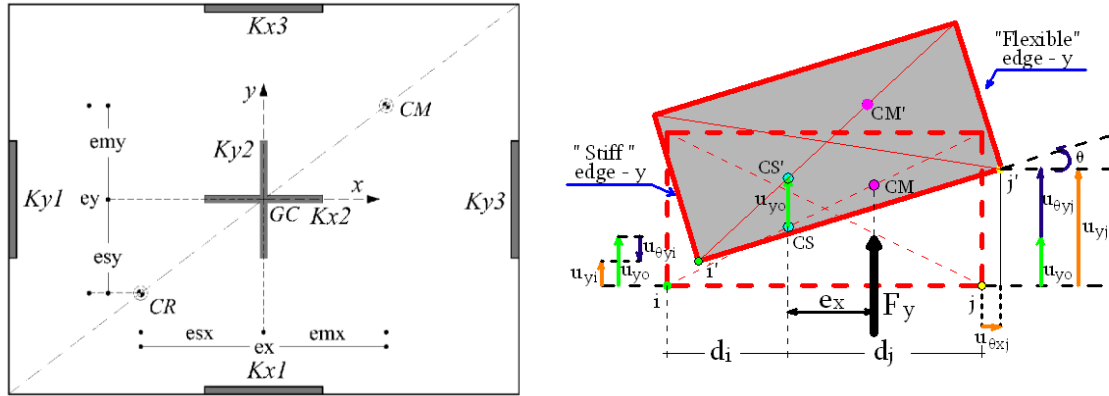 Kx3
y
CM
emy
Ky2
x
Ky1
ey
GC
Kx2
Ky3
esy
CR
esx
emx
ex
Kx1
"Flexible"
edge - y
CM'
"Stiff"
edge - y
CS'
CM
θ
j'
uyo
CS
uθyj
uyj
uθyi
uyi
uyo
i'
uyo
i
ex
Fy
j
uθxj
di
dj